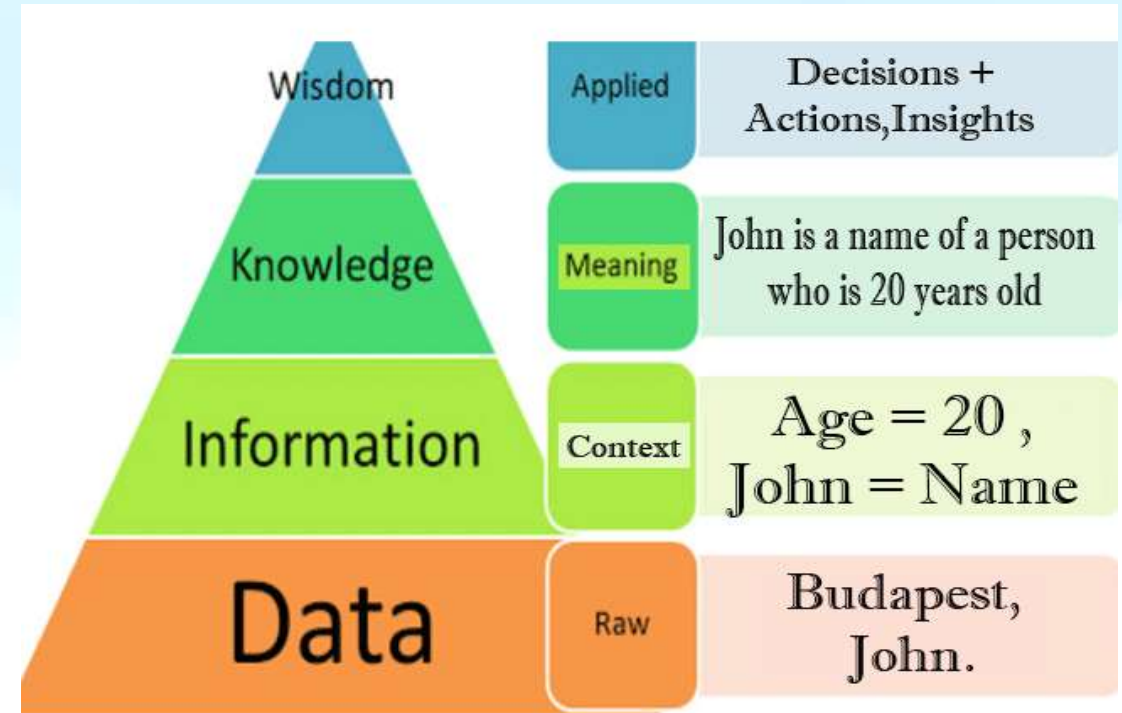 Wisdom
Applied
Decisions +
Actions,Insights
Knowledge
Meaning
John is a name of a person
who is 20 years old
Information
Context
Age = 20 ,
John = Name
Data
Raw
Budapest,
John.